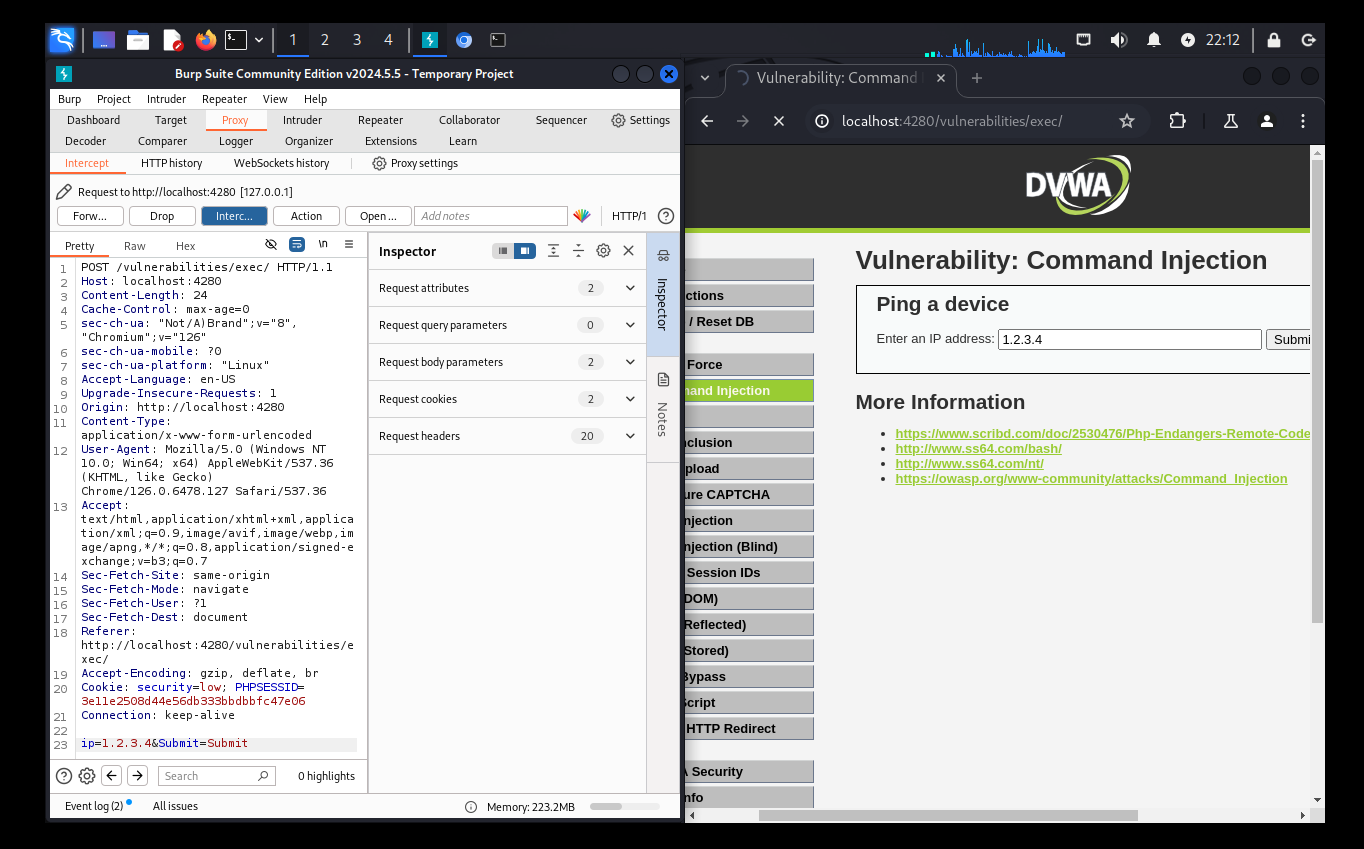 1 2 3 4 22:12
Burp Suite Community Edition v2024.5.5 - Temporary Project
Burp Project Intruder Repeater View Help
Dashboard Target Proxy Intruder Repeater Collaborator Sequencer Settings
Decoder Comparer Logger Organizer Extensions Learn
Intercept HTTP history WebSockets history Proxy settings
Request to http://localhost:4280 [127.0.0.1]
Forw... Drop Interc... Action Open ... Add notes HTTP/1
Pretty Raw Hex \n
1 POST /vulnerabilities/exec/ HTTP/1.1
2 Host: localhost:4280
3 Content-Length: 24
4 Cache-Control: max-age=0
5 sec-ch-ua: "Not/A)Brand";v="8",
"Chromium";v="126"
6 sec-ch-ua-mobile: ?0
7 sec-ch-ua-platform: "Linux"
8 Accept-Language: en-US
9 Upgrade-Insecure-Requests: 1
10 Origin: http://localhost:4280
11 Content-Type:
application/x-www-form-urlencoded
12 User-Agent: Mozilla/5.0 (Windows NT
10.0; Win64; x64) AppleWebKit/537.36
(KHTML, like Gecko)
Chrome/126.0.6478.127 Safari/537.36
13 Accept:
text/html,application/xhtml+xml,applica
tion/xml;q=0.9,image/avif,image/webp,im
age/apng,*/*;q=0.8,application/signed-e
xchange;v=b3;q=0.7
14 Sec-Fetch-Site: same-origin
15 Sec-Fetch-Mode: navigate
16 Sec-Fetch-User: ?1
17 Sec-Fetch-Dest: document
18 Referer:
http://localhost:4280/vulnerabilities/e
xec/
19 Accept-Encoding: gzip, deflate, br
20 Cookie: security=low; PHPSESSID=
3e11e2508d44e56db333bbdbbfc47e06
21 Connection: keep-alive
22
23 ip=1.2.3.4&Submit=Submit
Search 0 highlights
Event log (2) All issues Memory: 223.2MB
Inspector
Request attributes 2
Request query parameters 0
Request body parameters 2
Request cookies 2
Request headers 20
Inspector
Notes
Vulnerability: Command I
localhost:4280/vulnerabilities/exec/
DVWA
ctions
/ Reset DB
Force
mand Injection
nclusion
pload
ure CAPTCHA
njection
njection (Blind)
Session IDs
DOM)
Reflected)
Stored)
Bypass
Script
HTTP Redirect
A Security
nfo
Vulnerability: Command Injection
Ping a device
Enter an IP address: 1.2.3.4 Submi
More Information
https://www.scribd.com/doc/2530476/Php-Endangers-Remote-Code
http://www.ss64.com/bash/
http://www.ss64.com/nt/
https://owasp.org/www-community/attacks/Command_Injection